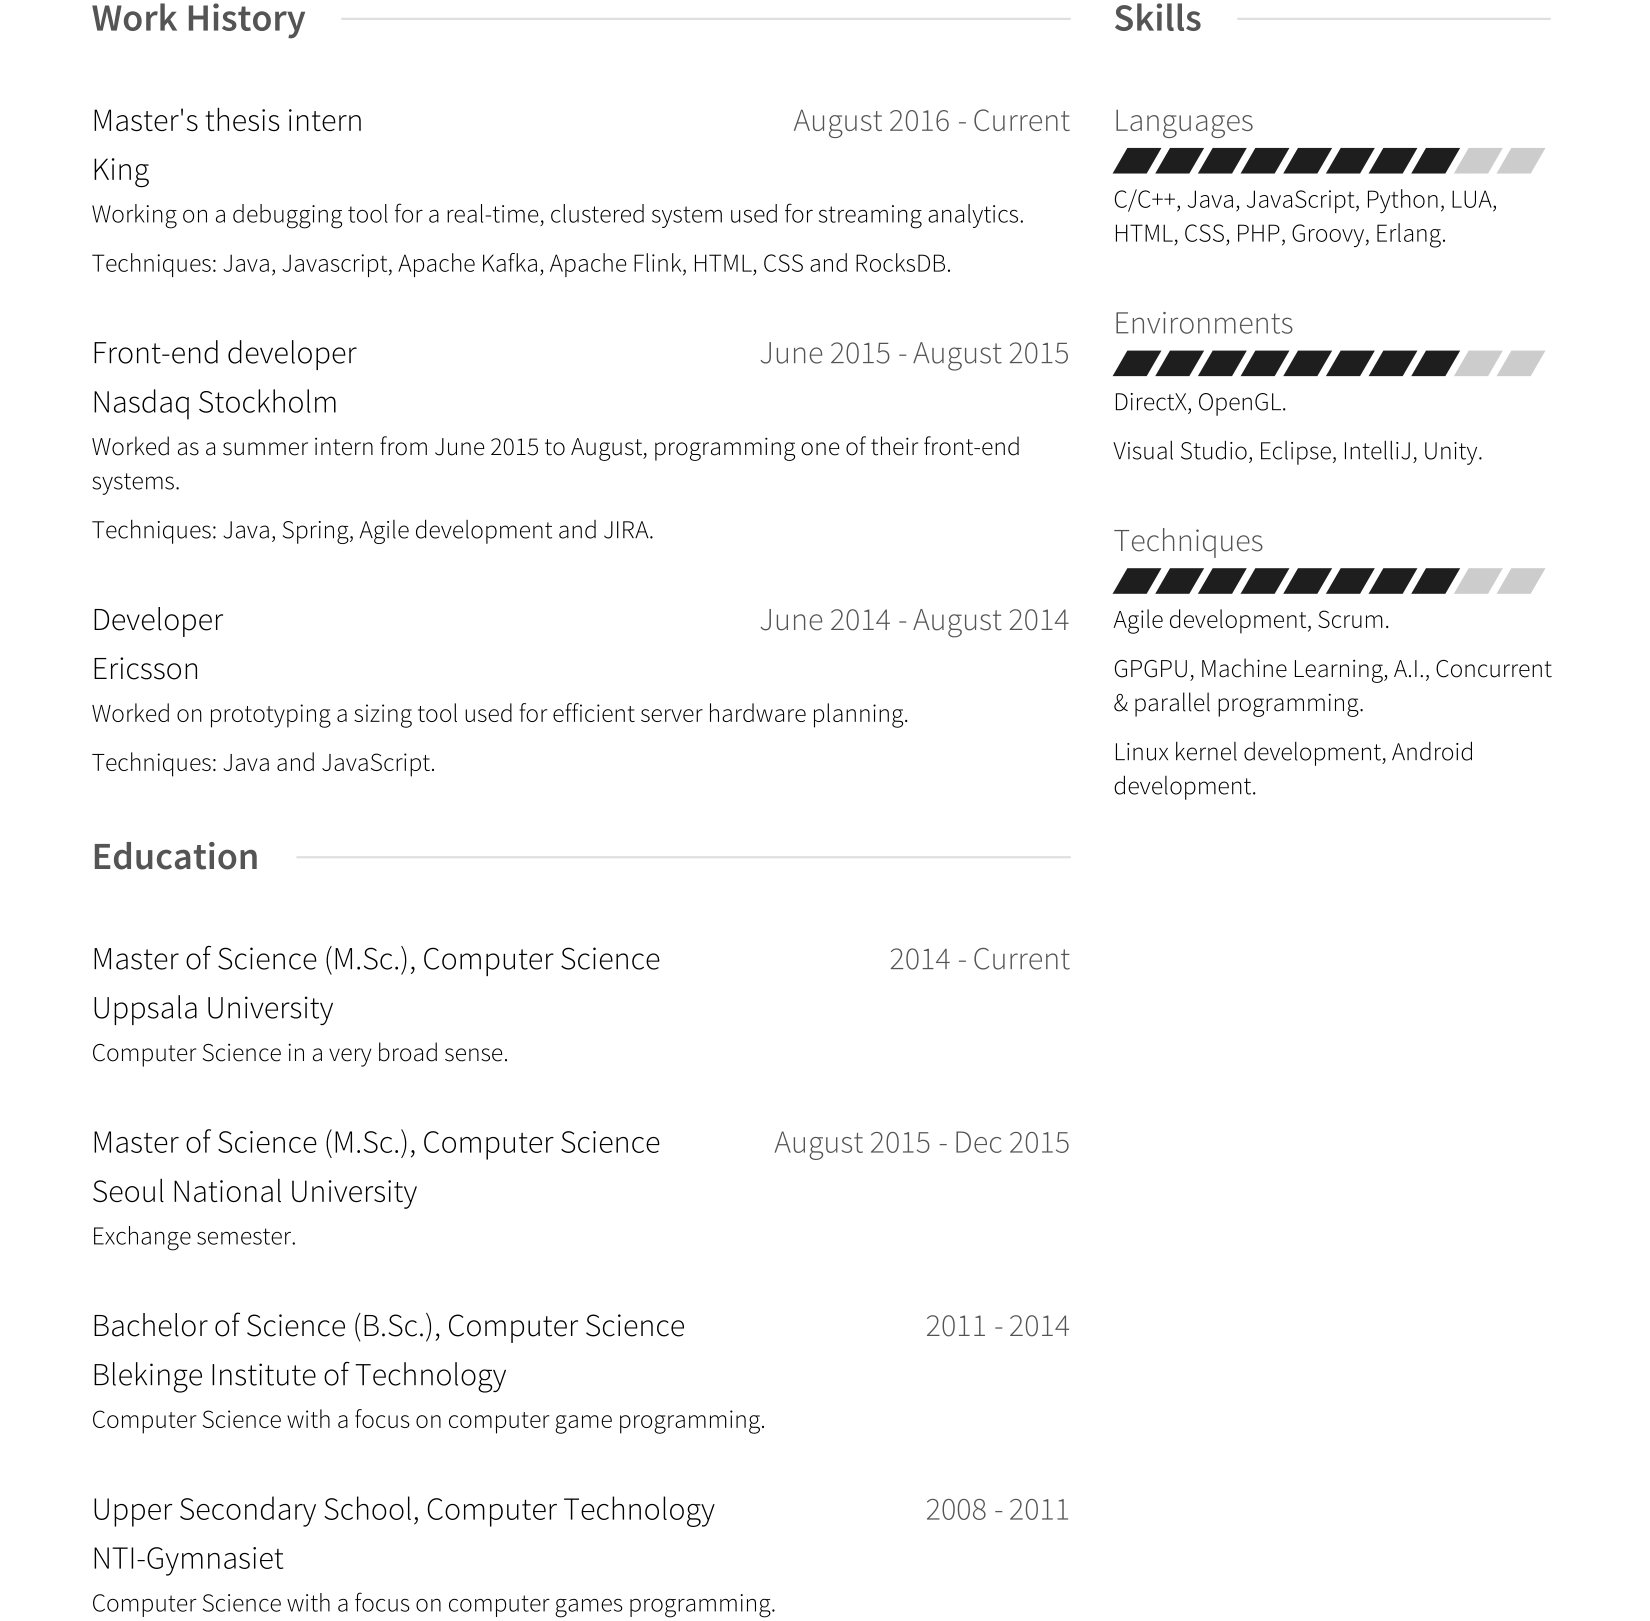 Work History
Master's thesis intern August 2016 - Current
King
Working on a debugging tool for a real-time, clustered system used for streaming analytics.
Techniques: Java, Javascript, Apache Kafka, Apache Flink, HTML, CSS and RocksDB.
Front-end developer June 2015 - August 2015
Nasdaq Stockholm
Worked as a summer intern from June 2015 to August, programming one of their front-end
systems.
Techniques: Java, Spring, Agile development and JIRA.
Developer June 2014 - August 2014
Ericsson
Worked on prototyping a sizing tool used for efficient server hardware planning.
Techniques: Java and JavaScript.
Education
Master of Science (M.Sc.), Computer Science 2014 - Current
Uppsala University
Computer Science in a very broad sense.
Master of Science (M.Sc.), Computer Science August 2015 - Dec 2015
Seoul National University
Exchange semester.
Bachelor of Science (B.Sc.), Computer Science 2011 - 2014
Blekinge Institute of Technology
Computer Science with a focus on computer game programming.
Upper Secondary School, Computer Technology 2008 - 2011
NTI-Gymnasiet
Computer Science with a focus on computer games programming.
Skills
Languages
C/C++, Java, JavaScript, Python, LUA,
HTML, CSS, PHP, Groovy, Erlang.
Environments
DirectX, OpenGL.
Visual Studio, Eclipse, IntelliJ, Unity.
Techniques
Agile development, Scrum.
GPGPU, Machine Learning, A.I., Concurrent
& parallel programming.
Linux kernel development, Android
development.